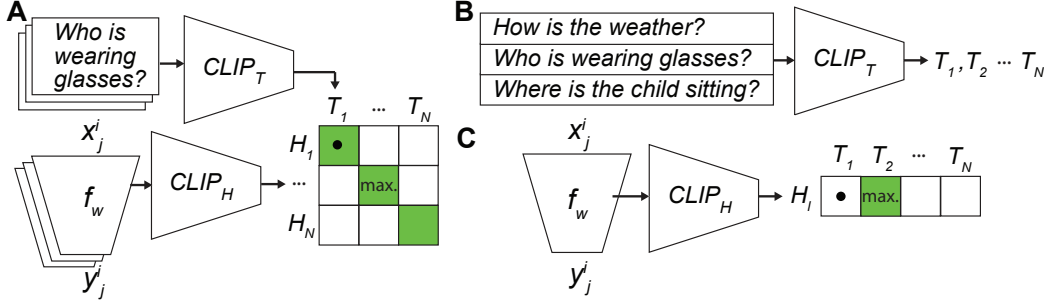 A
Who is
wearing
glasses?
CLIP_T
T_1 ... T_N
x_j^i
f_w
y_j^i
CLIP_H
H_1
...
H_N
•
max.
B
How is the weather?
Who is wearing glasses?
Where is the child sitting?
CLIP_T
T_1, T_2 ... T_N
C
x_j^i
f_w
y_j^i
CLIP_H
H_I
T_1 T_2 ... T_N
• max.